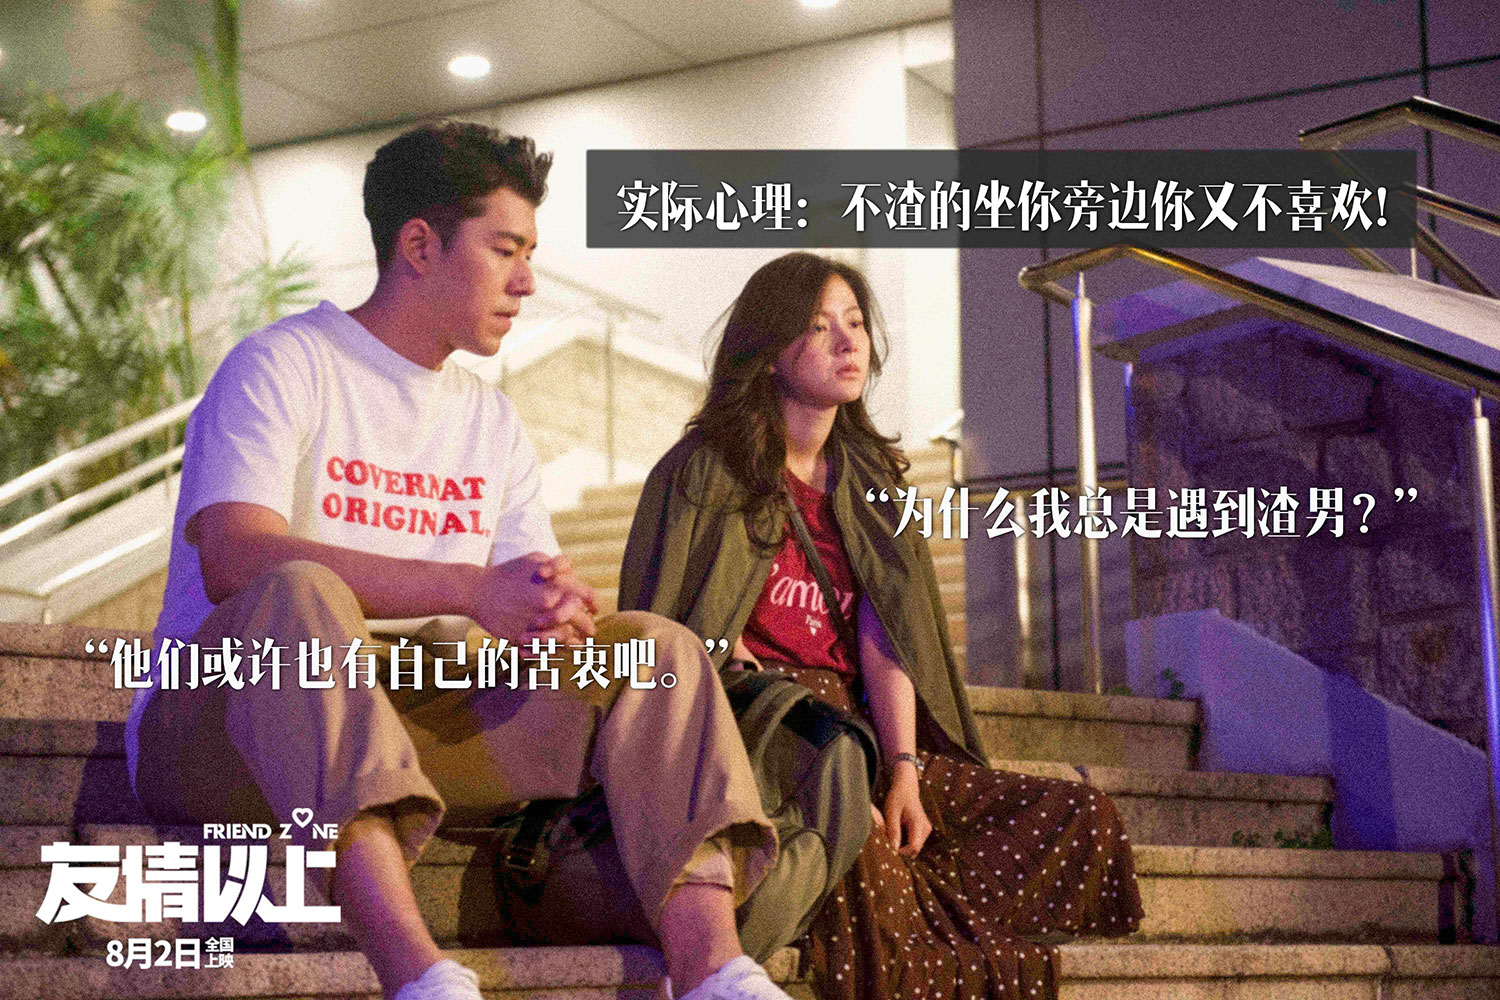 实际心理：不渣的坐你旁边你又不喜欢！
COVERNAT
ORIGINAL.
“为什么我总是遇到渣男？”
Paris
“他们或许也有自己的苦衷吧。”
FRIEND ZONE
友情以上
8月2日 全国上映